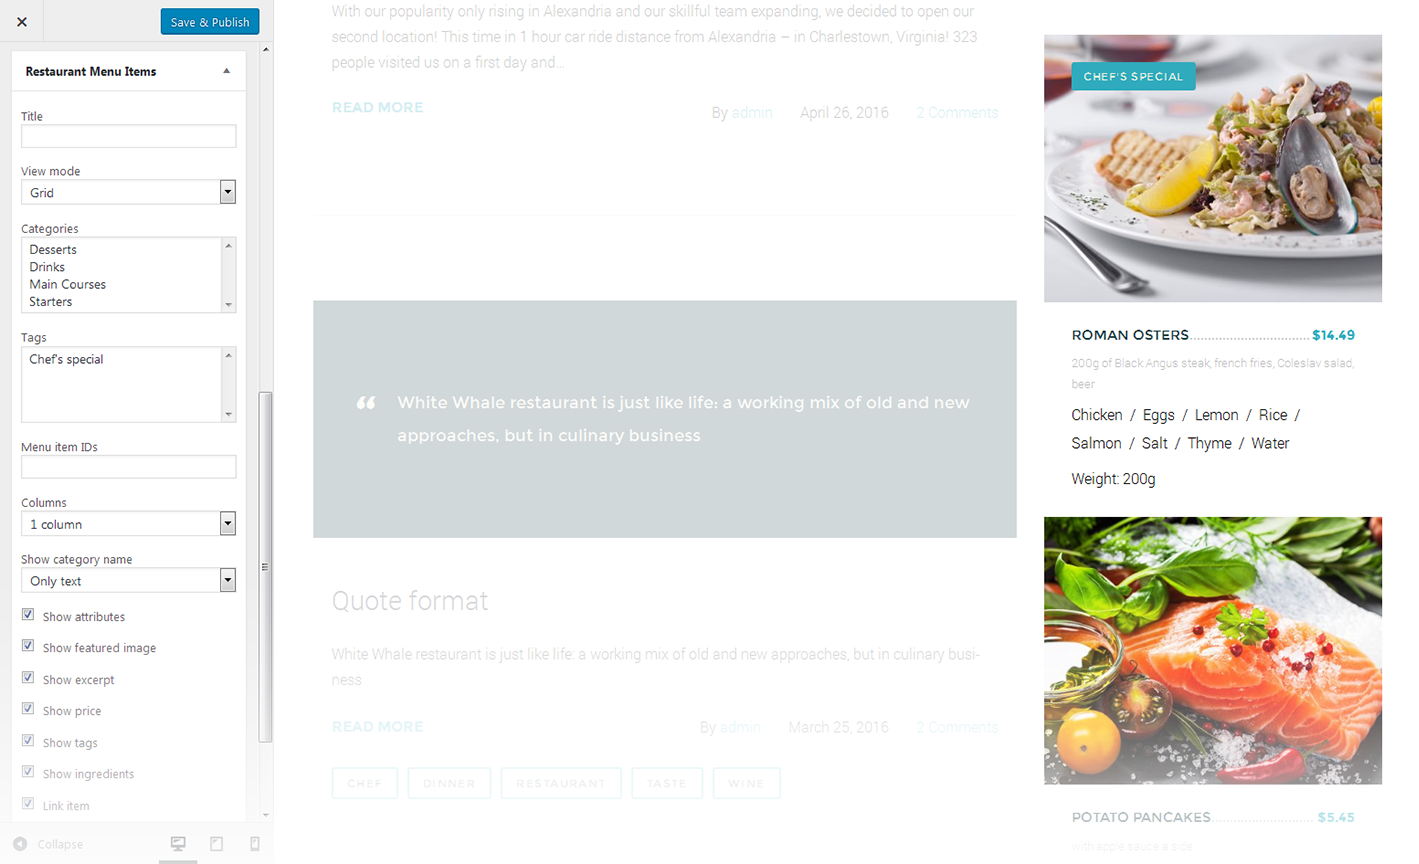 Save & Publish
Restaurant Menu Items
Title
View mode
Grid
Categories
Desserts
Drinks
Main Courses
Starters
Tags
Chef's special
Menu item IDs
Columns
1 column
Show category name
Only text
Show attributes
Show featured image
Show excerpt
Show price
Show tags
Show ingredients
Link item
Collapse
With our popularity only rising in Alexandria and our skillful team expanding, we decided to open our
second location! This time in 1 hour car ride distance from Alexandria – in Charlestown, Virginia! 323
people visited us on a first day and...
READ MORE
By admin April 26, 2016 2 Comments
“ White Whale restaurant is just like life: a working mix of old and new
approaches, but in culinary business
Quote format
White Whale restaurant is just like life: a working mix of old and new approaches, but in culinary busi-
ness
READ MORE
By admin March 25, 2016 2 Comments
CHEF DINNER RESTAURANT TASTE WINE
CHEF'S SPECIAL
ROMAN OSTERS $14.49
200g of Black Angus steak, french fries, Coleslav salad,
beer
Chicken / Eggs / Lemon / Rice /
Salmon / Salt / Thyme / Water
Weight: 200g
POTATO PANCAKES $5.45
with apple sauce a side